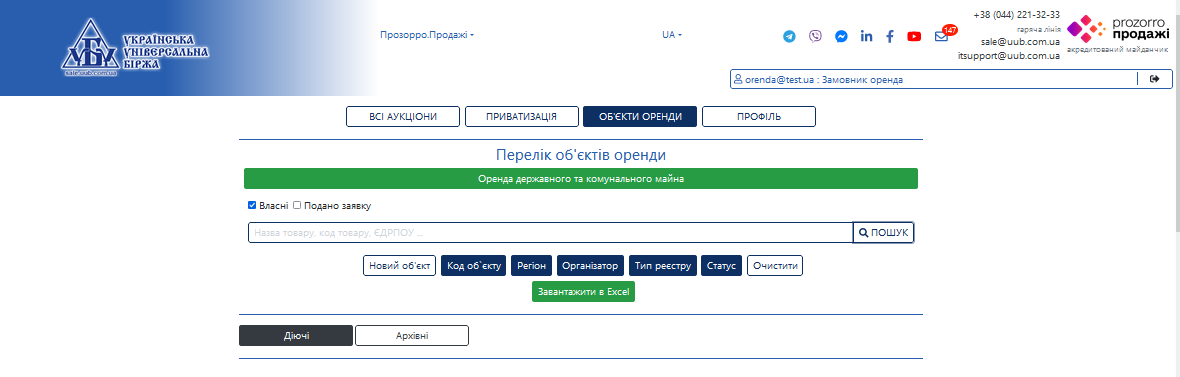 УУБ
sale.uub.com.ua
УКРАЇНСЬКА
УНІВЕРСАЛЬНА
БІРЖА
Прозорро.Продажі
UA
147
+38 (044) 221-32-33
гаряча лінія
sale@uub.com.ua
itsupport@uub.com.ua
prozorro
продажі
акредитований майданчик
orenda@test.ua : Замовник оренда
ВСІ АУКЦІОНИ
ПРИВАТИЗАЦІЯ
ОБ'ЄКТИ ОРЕНДИ
ПРОФІЛЬ
Перелік об'єктів оренди
Оренда державного та комунального майна
Власні
Подано заявку
Назва товару, код товару, ЄДРПОУ ...
ПОШУК
Новий об'єкт
Код об`єкту
Регіон
Організатор
Тип реєстру
Статус
Очистити
Завантажити в Excel
Діючі
Архівні